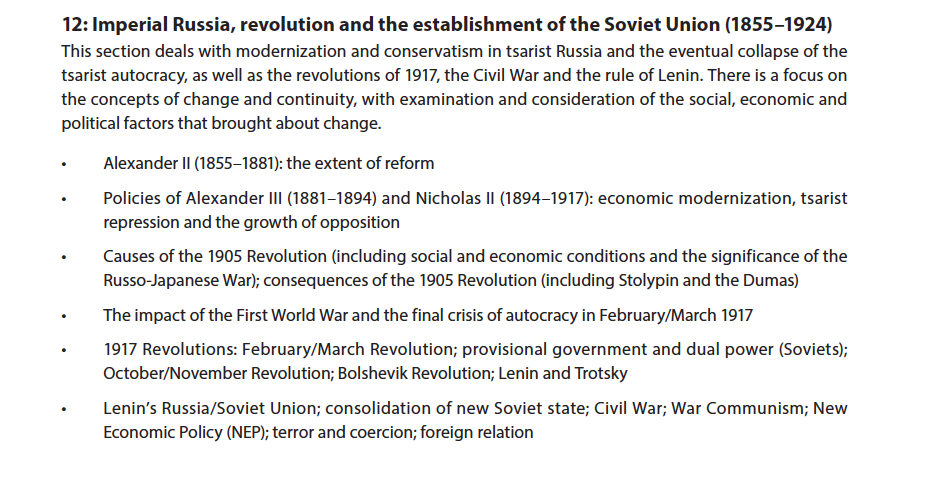 12: Imperial Russia, revolution and the establishment of the Soviet Union (1855–1924)
This section deals with modernization and conservatism in tsarist Russia and the eventual collapse of the
tsarist autocracy, as well as the revolutions of 1917, the Civil War and the rule of Lenin. There is a focus on
the concepts of change and continuity, with examination and consideration of the social, economic and
political factors that brought about change.
• Alexander II (1855–1881): the extent of reform
• Policies of Alexander III (1881–1894) and Nicholas II (1894–1917): economic modernization, tsarist
repression and the growth of opposition
• Causes of the 1905 Revolution (including social and economic conditions and the significance of the
Russo-Japanese War); consequences of the 1905 Revolution (including Stolypin and the Dumas)
• The impact of the First World War and the final crisis of autocracy in February/March 1917
• 1917 Revolutions: February/March Revolution; provisional government and dual power (Soviets);
October/November Revolution; Bolshevik Revolution; Lenin and Trotsky
• Lenin’s Russia/Soviet Union; consolidation of new Soviet state; Civil War; War Communism; New
Economic Policy (NEP); terror and coercion; foreign relation